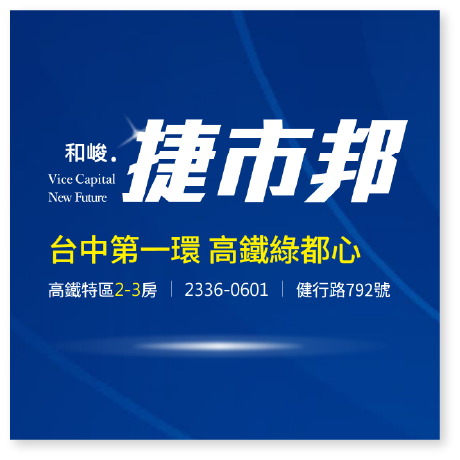 和峻.
捷市邦
Vice Capital
New Future
台中第一環 高鐵綠都心
高鐵特區2-3房｜2336-0601｜健行路792號